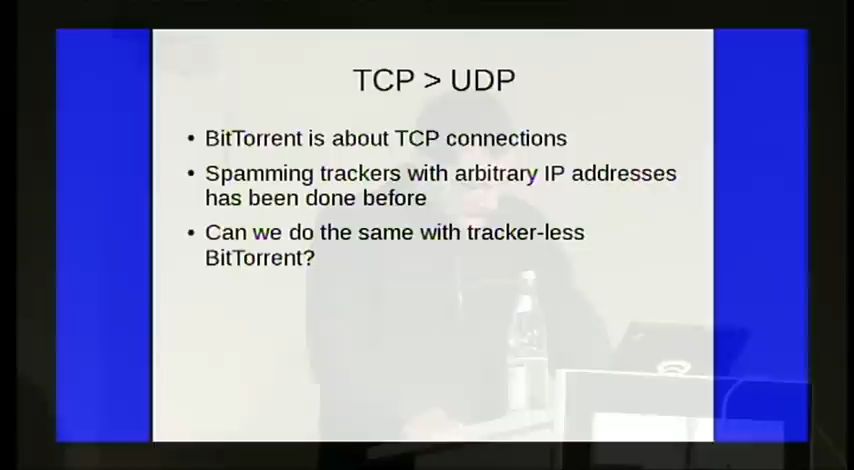 TCP > UDP
• BitTorrent is about TCP connections
• Spamming trackers with arbitrary IP addresses
has been done before
• Can we do the same with tracker-less
BitTorrent?